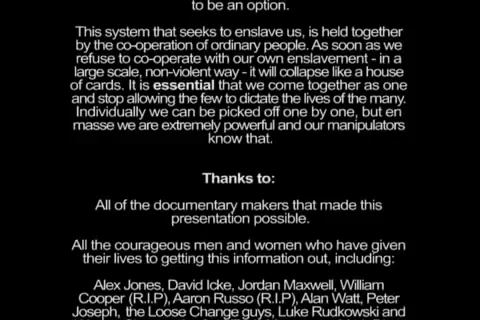 to be an option.
This system that seeks to enslave us, is held together
by the co-operation of ordinary people. As soon as we
refuse to co-operate with our own enslavement - in a
large scale, non-violent way - it will collapse like a house
of cards. It is essential that we come together as one
and stop allowing the few to dictate the lives of the many.
Individually we can be picked off one by one, but en
masse we are extremely powerful and our manipulators
know that.
Thanks to:
All of the documentary makers that made this
presentation possible.
All the courageous men and women who have given
their lives to getting this information out, including:
Alex Jones, David Icke, Jordan Maxwell, William
Cooper (R.I.P), Aaron Russo (R.I.P), Alan Watt, Peter
Joseph, the Loose Change guys, Luke Rudkowski and